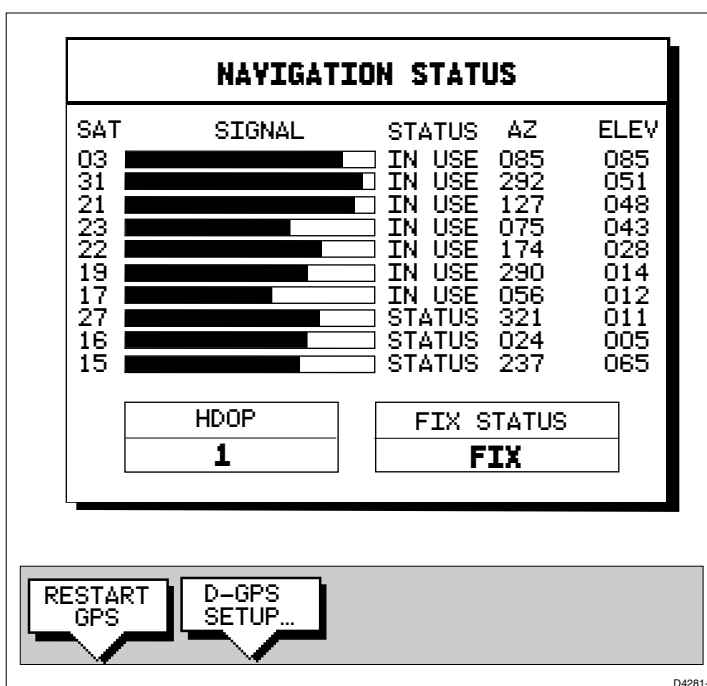 NAVIGATION STATUS
SAT SIGNAL STATUS AZ ELEV
03 IN USE 085 085
31 IN USE 292 051
21 IN USE 127 048
23 IN USE 075 043
22 IN USE 174 028
19 IN USE 290 014
17 IN USE 056 012
27 STATUS 321 011
16 STATUS 024 005
15 STATUS 237 065
HDOP
1
FIX STATUS
FIX
RESTART
GPS
D-GPS
SETUP...
D4281-